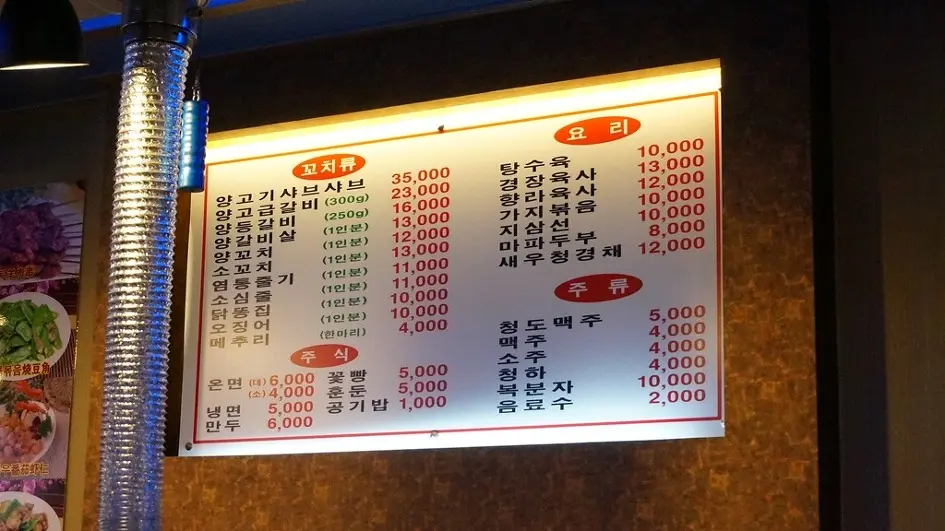 꼬치류
양고기샤브샤브 35,000
양고급갈비 (300g) 23,000
양등갈비 (250g) 16,000
양갈비살 (1인분) 13,000
양꼬치 (1인분) 12,000
소꼬치 (1인분) 13,000
염통줄기 (1인분) 11,000
소심줄 (1인분) 11,000
닭똥집 (1인분) 10,000
오징어 (1인분) 10,000
메추리 (한마리) 4,000
주식
온면 (대) 6,000 꽃빵 5,000
(소) 4,000 훈둔 5,000
냉면 5,000 공기밥 1,000
만두 6,000
요리
탕수육 10,000
경장육사 13,000
향라육사 12,000
가지볶음 10,000
지삼선 10,000
마파두부 8,000
새우청경채 12,000
주류
청도맥주 5,000
맥주 4,000
소주 4,000
청하 4,000
복분자 10,000
음료수 2,000